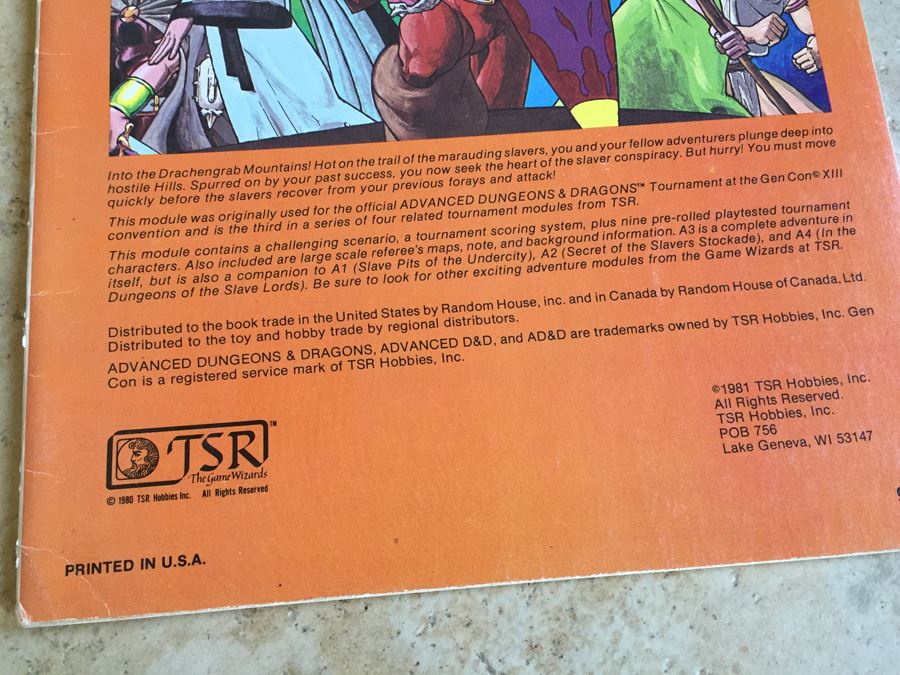 Into the Drachengrab Mountains! Hot on the trail of the marauding slavers, you and your fellow adventurers plunge deep into
hostile Hills. Spurred on by your past success, you now seek the heart of the slaver conspiracy. But hurry! You must move
quickly before the slavers recover from your previous forays and attack!
This module was originally used for the official ADVANCED DUNGEONS & DRAGONS™ Tournament at the Gen Con® XIII
convention and is the third in a series of four related tournament modules from TSR.
This module contains a challenging scenario, a tournament scoring system, plus nine pre-rolled playtested tournament
characters. Also included are large scale referee's maps, note, and background information. A3 is a complete adventure in
itself, but is also a companion to A1 (Slave Pits of the Undercity), A2 (Secret of the Slavers Stockade), and A4 (In the
Dungeons of the Slave Lords). Be sure to look for other exciting adventure modules from the Game Wizards at TSR.
Distributed to the book trade in the United States by Random House, Inc. and in Canada by Random House of Canada, Ltd.
Distributed to the toy and hobby trade by regional distributors.
ADVANCED DUNGEONS & DRAGONS, ADVANCED D&D, and AD&D are trademarks owned by TSR Hobbies, Inc. Gen
Con is a registered service mark of TSR Hobbies, Inc.
©1981 TSR Hobbies, Inc.
All Rights Reserved.
TSR Hobbies, Inc.
POB 756
Lake Geneva, WI 53147
TSR™
The Game Wizards
© 1980 TSR Hobbies Inc. All Rights Reserved
PRINTED IN U.S.A.